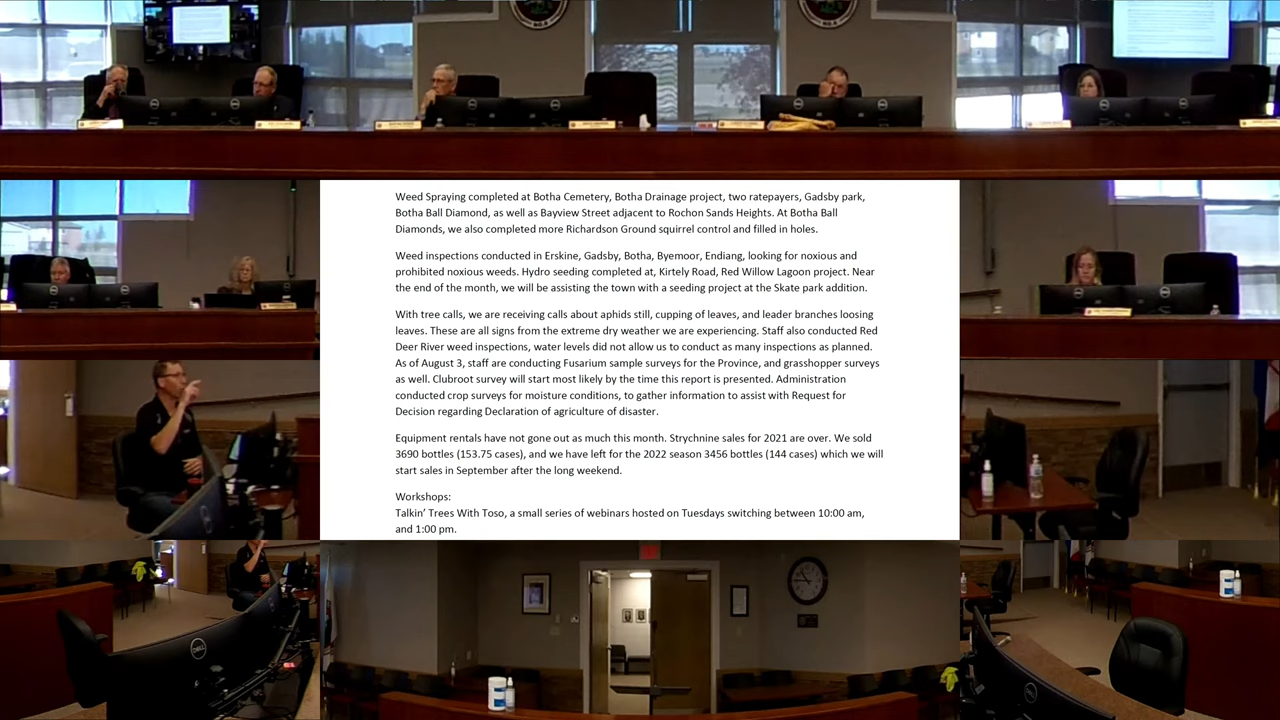 Weed Spraying completed at Botha Cemetery, Botha Drainage project, two ratepayers, Gadsby park,
Botha Ball Diamond, as well as Bayview Street adjacent to Rochon Sands Heights. At Botha Ball
Diamonds, we also completed more Richardson Ground squirrel control and filled in holes.
Weed inspections conducted in Erskine, Gadsby, Botha, Byemoor, Endiang, looking for noxious and
prohibited noxious weeds. Hydro seeding completed at, Kirtely Road, Red Willow Lagoon project. Near
the end of the month, we will be assisting the town with a seeding project at the Skate park addition.
With tree calls, we are receiving calls about aphids still, cupping of leaves, and leader branches loosing
leaves. These are all signs from the extreme dry weather we are experiencing. Staff also conducted Red
Deer River weed inspections, water levels did not allow us to conduct as many inspections as planned.
As of August 3, staff are conducting Fusarium sample surveys for the Province, and grasshopper surveys
as well. Clubroot survey will start most likely by the time this report is presented. Administration
conducted crop surveys for moisture conditions, to gather information to assist with Request for
Decision regarding Declaration of agriculture of disaster.
Equipment rentals have not gone out as much this month. Strychnine sales for 2021 are over. We sold
3690 bottles (153.75 cases), and we have left for the 2022 season 3456 bottles (144 cases) which we will
start sales in September after the long weekend.
Workshops:
Talkin' Trees With Toso, a small series of webinars hosted on Tuesdays switching between 10:00 am,
and 1:00 pm.
DELL